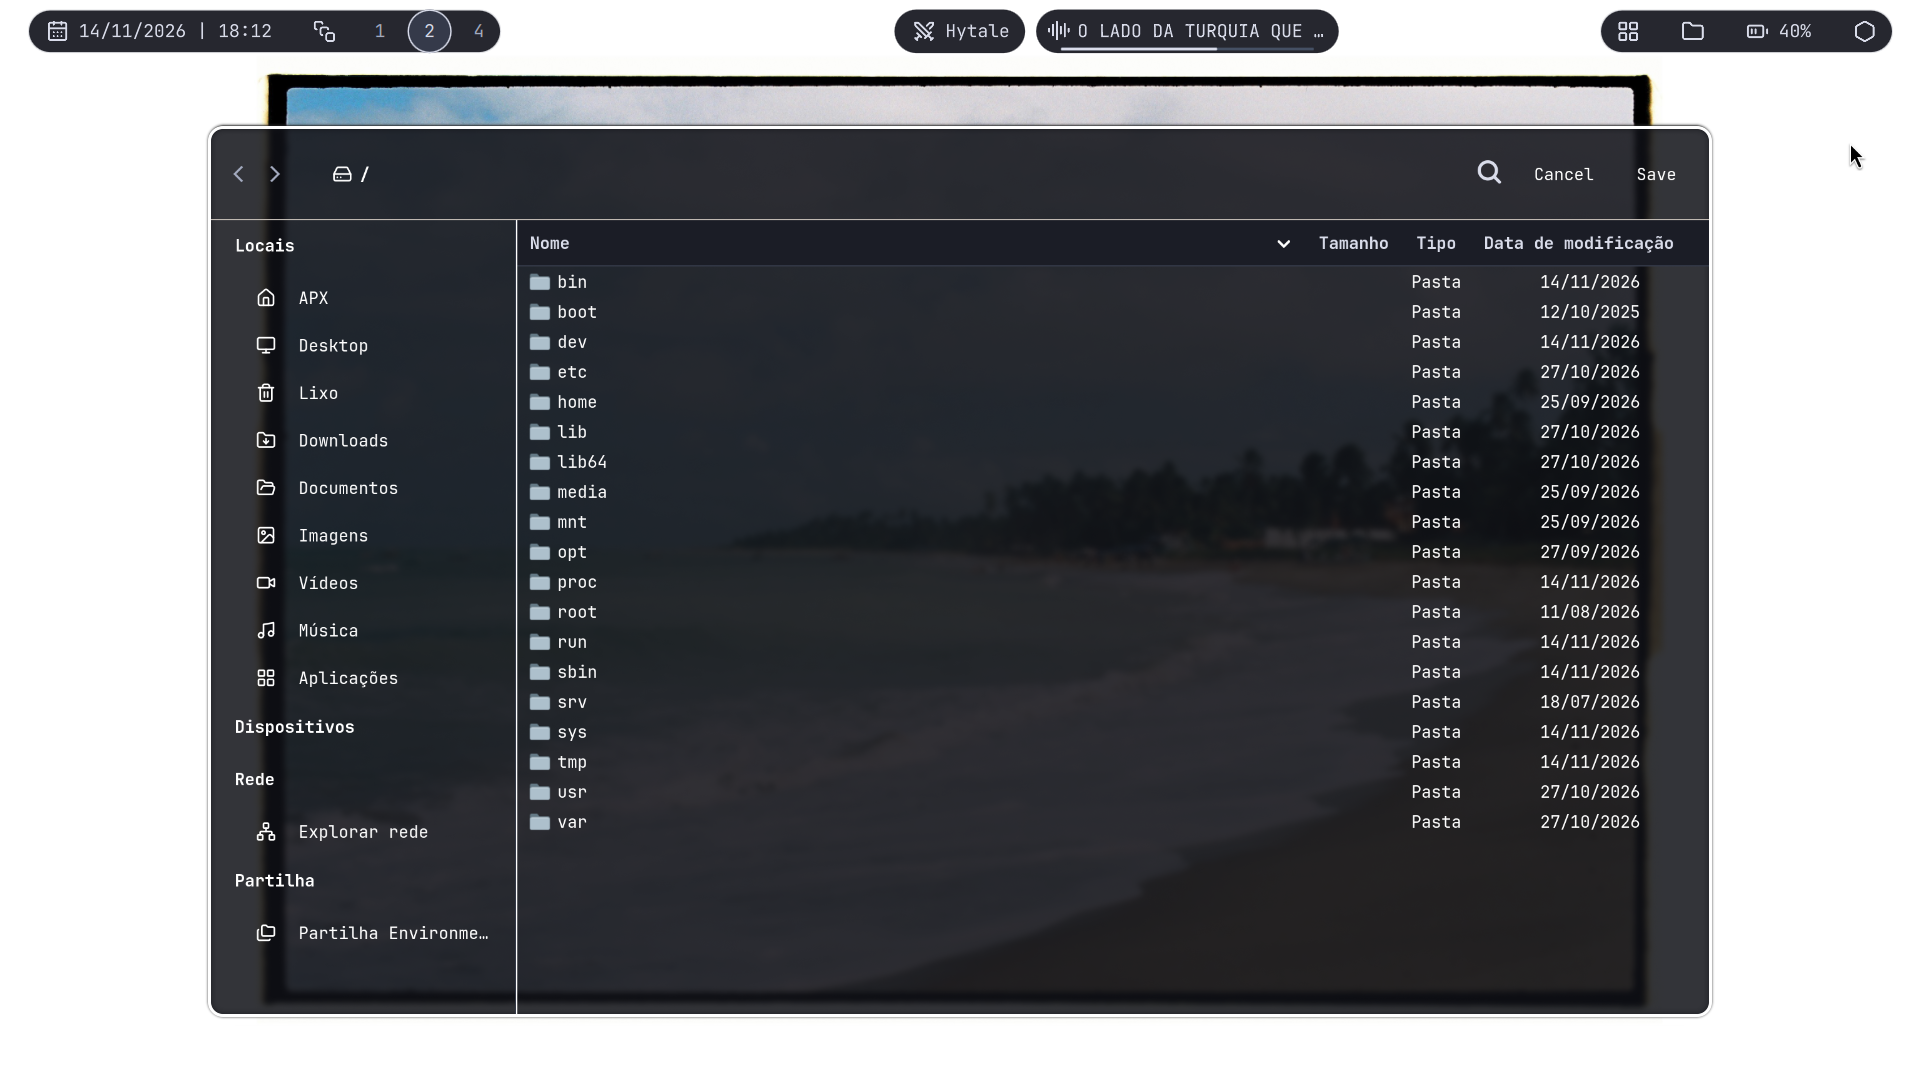 14/11/2026 | 18:12
1 2 4
Hytale
O LADO DA TURQUIA QUE …
40%
/
Cancel
Save
Locais
APX
Desktop
Lixo
Downloads
Documentos
Imagens
Vídeos
Música
Aplicações
Dispositivos
Rede
Explorar rede
Partilha
Partilha Environme…
Nome Tamanho Tipo Data de modificação
bin Pasta 14/11/2026
boot Pasta 12/10/2025
dev Pasta 14/11/2026
etc Pasta 27/10/2026
home Pasta 25/09/2026
lib Pasta 27/10/2026
lib64 Pasta 27/10/2026
media Pasta 25/09/2026
mnt Pasta 25/09/2026
opt Pasta 27/09/2026
proc Pasta 14/11/2026
root Pasta 11/08/2026
run Pasta 14/11/2026
sbin Pasta 14/11/2026
srv Pasta 18/07/2026
sys Pasta 14/11/2026
tmp Pasta 14/11/2026
usr Pasta 27/10/2026
var Pasta 27/10/2026